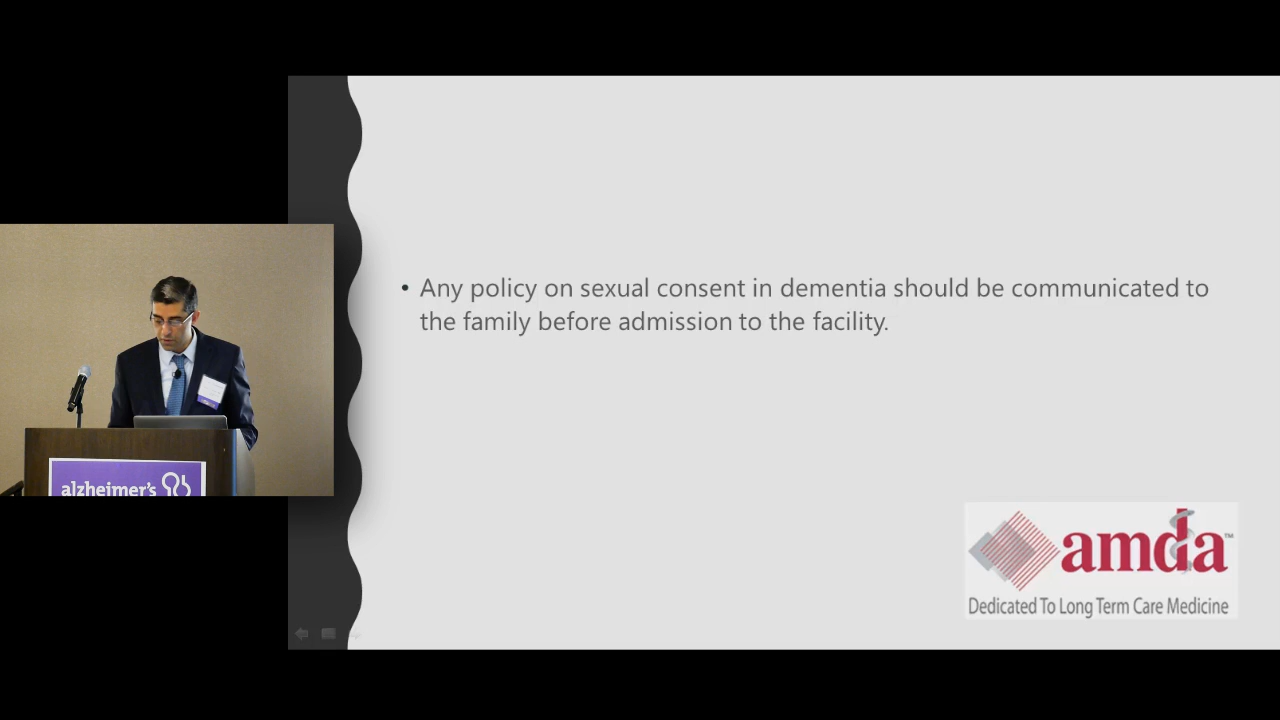 • Any policy on sexual consent in dementia should be communicated to
the family before admission to the facility.
alzheimer's
amda™
Dedicated To Long Term Care Medicine